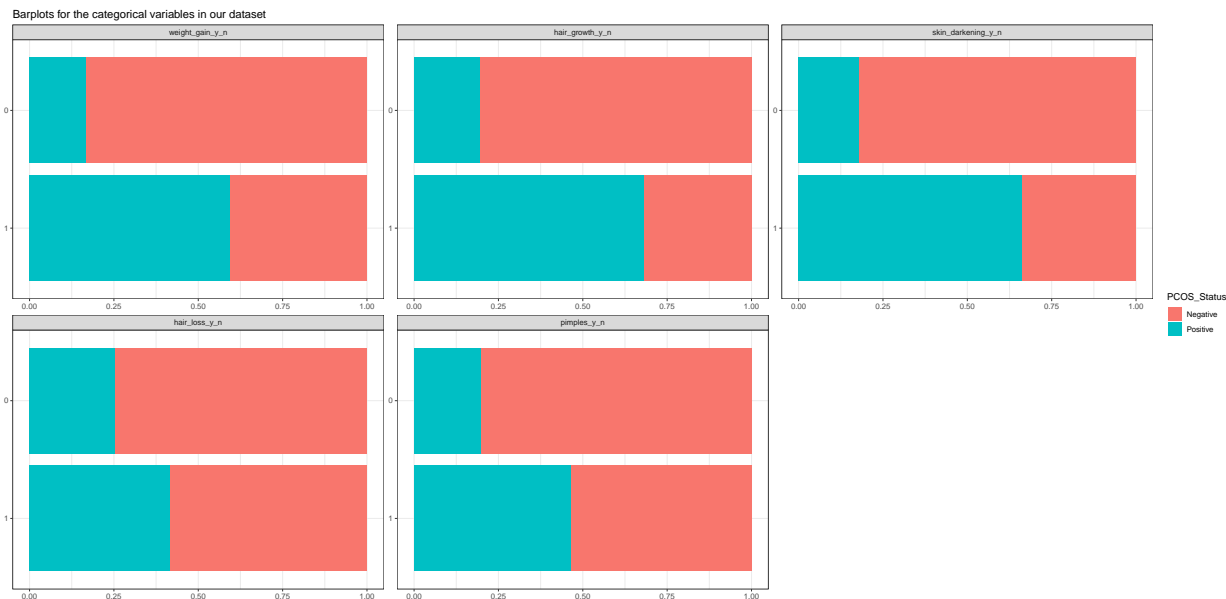 Barplots for the categorical variables in our dataset
weight_gain_y_n
hair_growth_y_n
skin_darkening_y_n
0
0
0
1
1
1
0.00 0.25 0.50 0.75 1.00
0.00 0.25 0.50 0.75 1.00
0.00 0.25 0.50 0.75 1.00
PCOS_Status
Negative
Positive
hair_loss_y_n
pimples_y_n
0
0
1
1
0.00 0.25 0.50 0.75 1.00
0.00 0.25 0.50 0.75 1.00